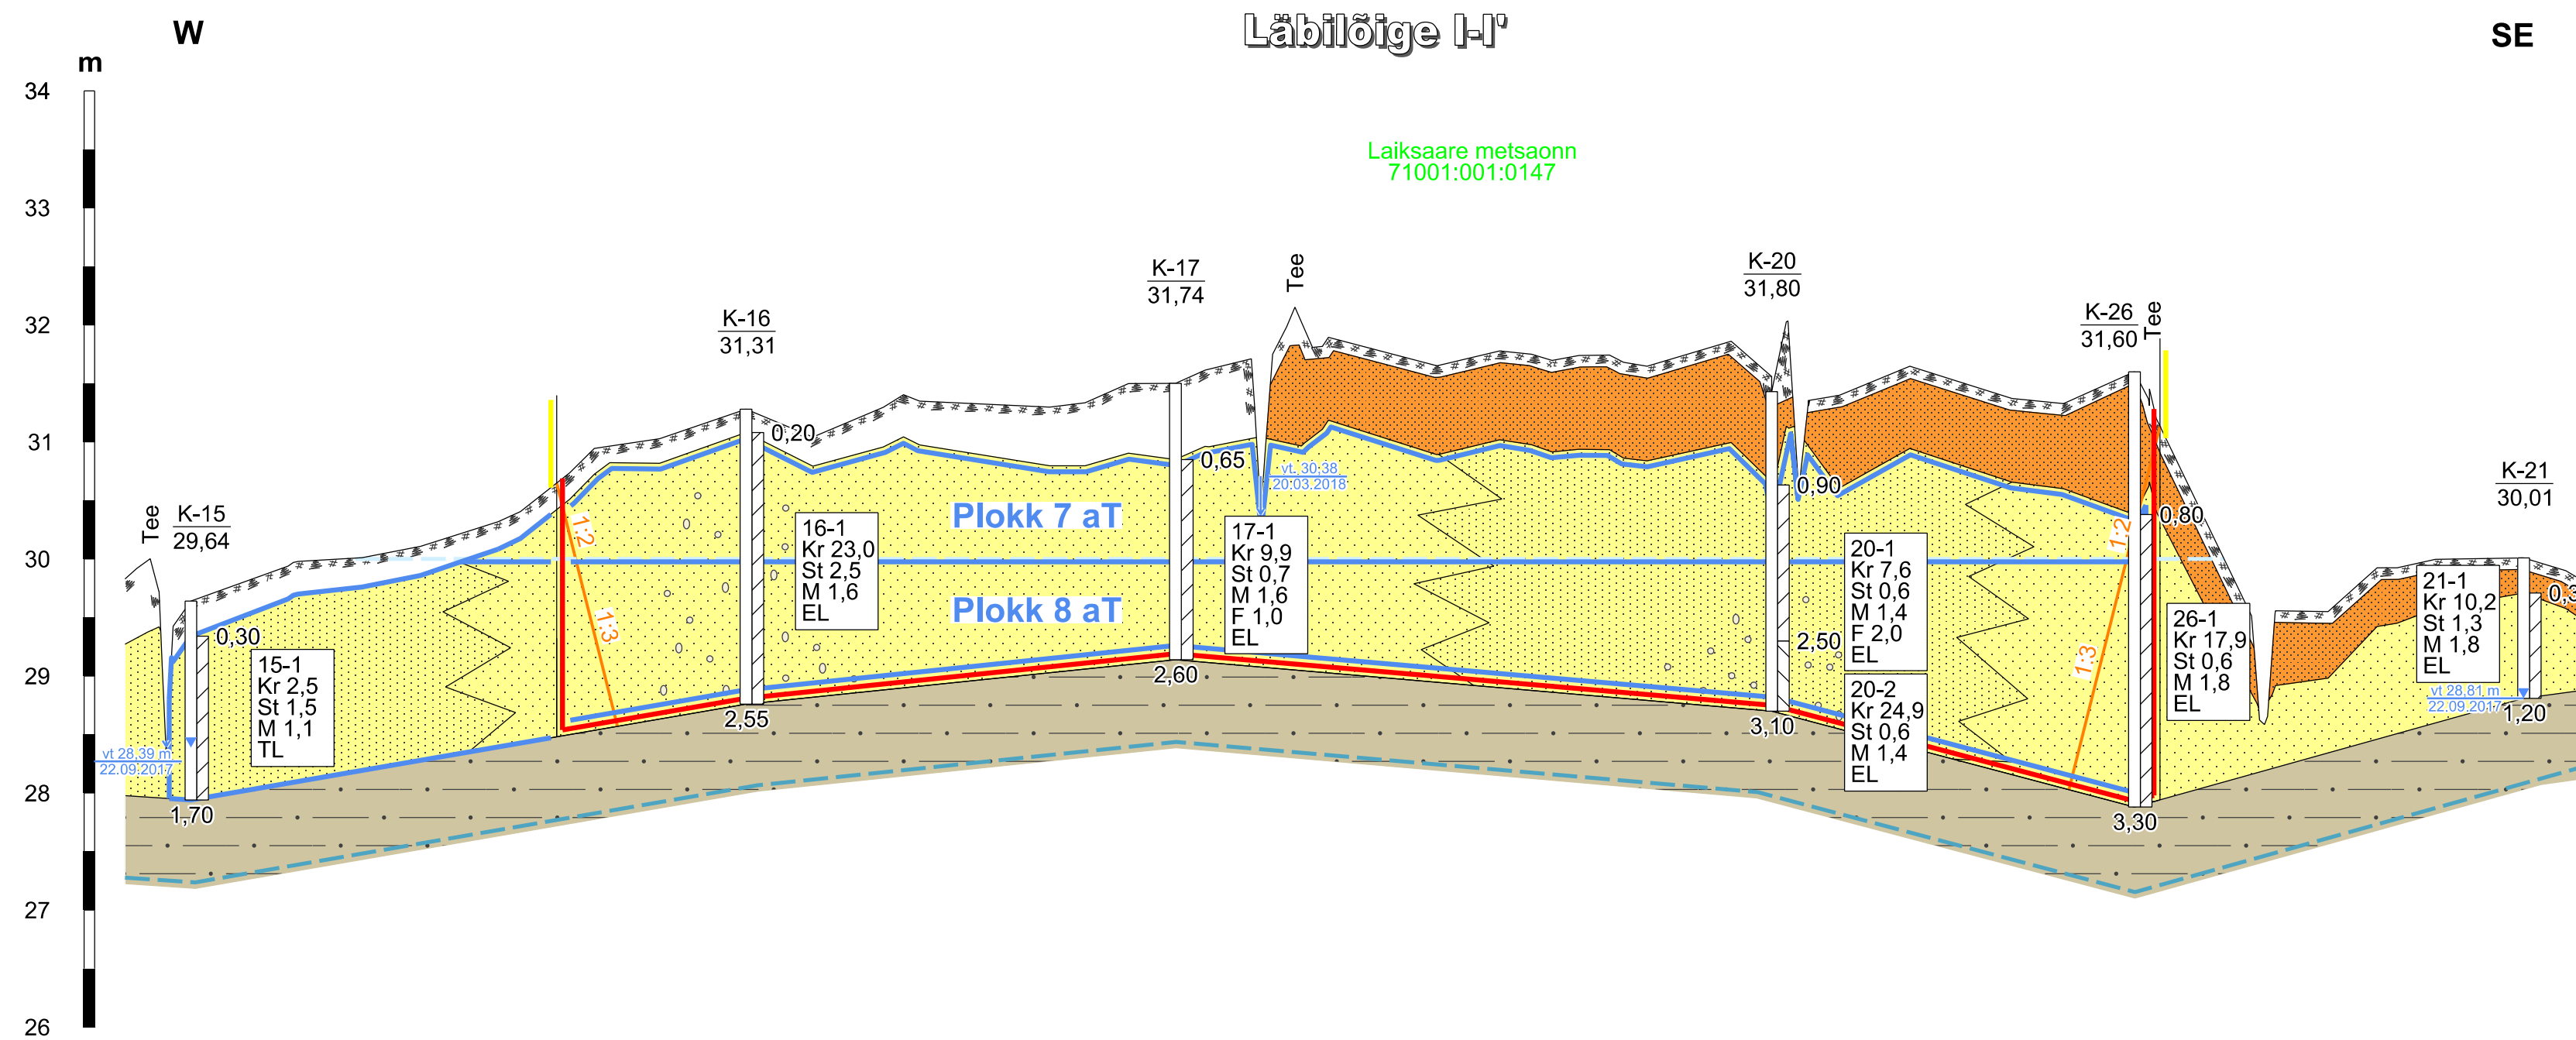 W
Läbilõige I-I'
SE
m
34
33
32
31
30
29
28
27
26
Laiksaare metsaonn
71001:001:0147
Tee
K-15
29,64
0,30
15-1
Kr 2,5
St 1,5
M 1,1
TL
vt 28,39 m
22.09.2017
1,70
1:2
1:3
K-16
31,31
0,20
16-1
Kr 23,0
St 2,5
M 1,6
EL
2,55
Plokk 7 aT
Plokk 8 aT
K-17
31,74
0,65
17-1
Kr 9,9
St 0,7
M 1,6
F 1,0
EL
2,60
Tee
vt. 30,38
20.03.2018
K-20
31,80
0,90
2,50
20-1
Kr 7,6
St 0,6
M 1,4
F 2,0
EL
20-2
Kr 24,9
St 0,6
M 1,4
EL
3,10
K-26
31,60
Tee
0,80
1:2
1:3
26-1
Kr 17,9
St 0,6
M 1,8
EL
3,30
K-21
30,01
21-1
Kr 10,2
St 1,3
M 1,8
EL
vt 28,81 m
22.09.2017
1,20